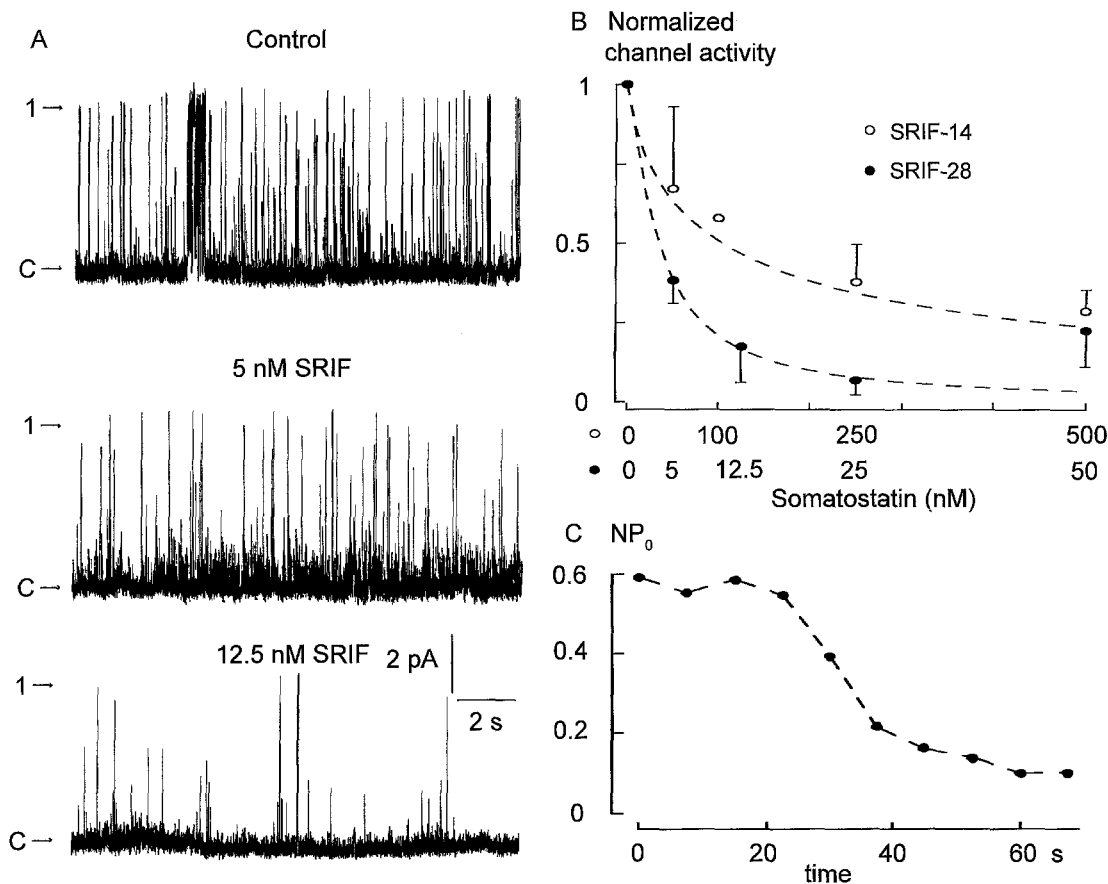 A
Control
1→
C→
5 nM SRIF
1→
C→
12.5 nM SRIF
2 pA
2 s
1→
C→
B Normalized
channel activity
1
0.5
0
○ SRIF-14
● SRIF-28
○ 0 100 250 500
● 0 5 12.5 25 50
Somatostatin (nM)
C NP₀
0.6
0.4
0.2
0
0 20 40 60 s
time